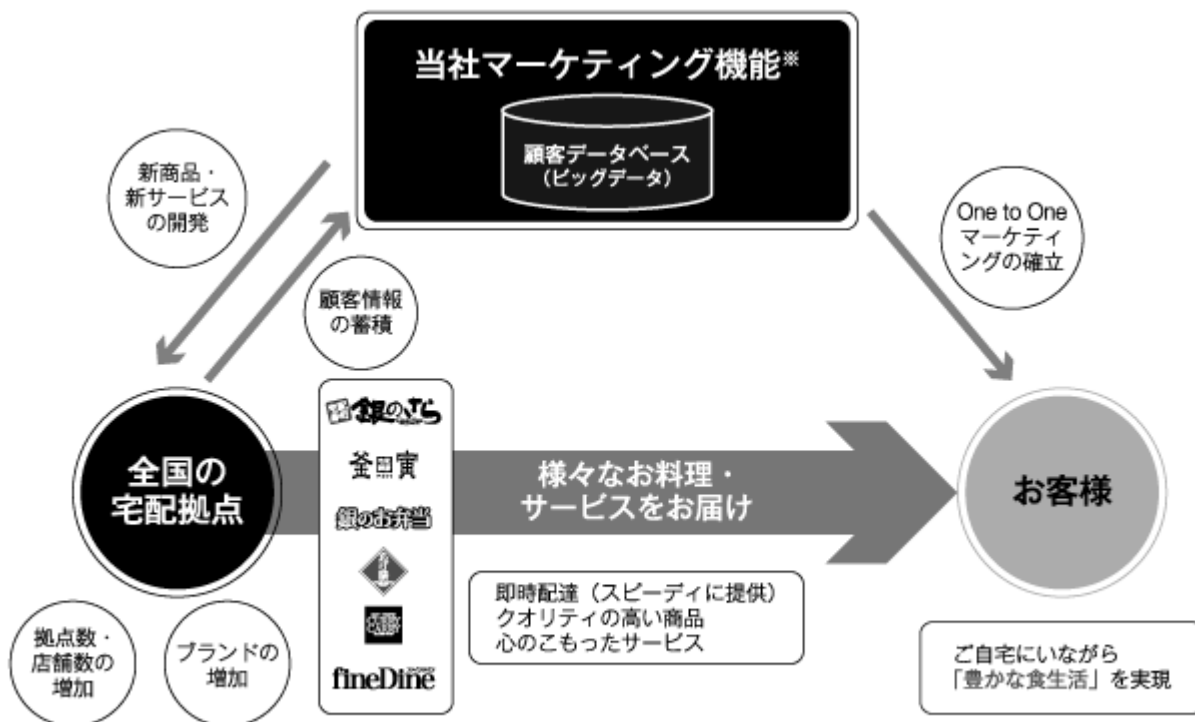 当社マーケティング機能※
顧客データベース
（ビッグデータ）
新商品・
新サービス
の開発
顧客情報
の蓄積
One to One
マーケティ
ングの確立
全国の
宅配拠点
銀のさら
釜寅
銀のお弁当
fineDine
様々なお料理・
サービスをお届け
お客様
即時配達（スピーディに提供）
クオリティの高い商品
心のこもったサービス
拠点数・
店舗数の
増加
ブランドの
増加
ご自宅にいながら
「豊かな食生活」を実現